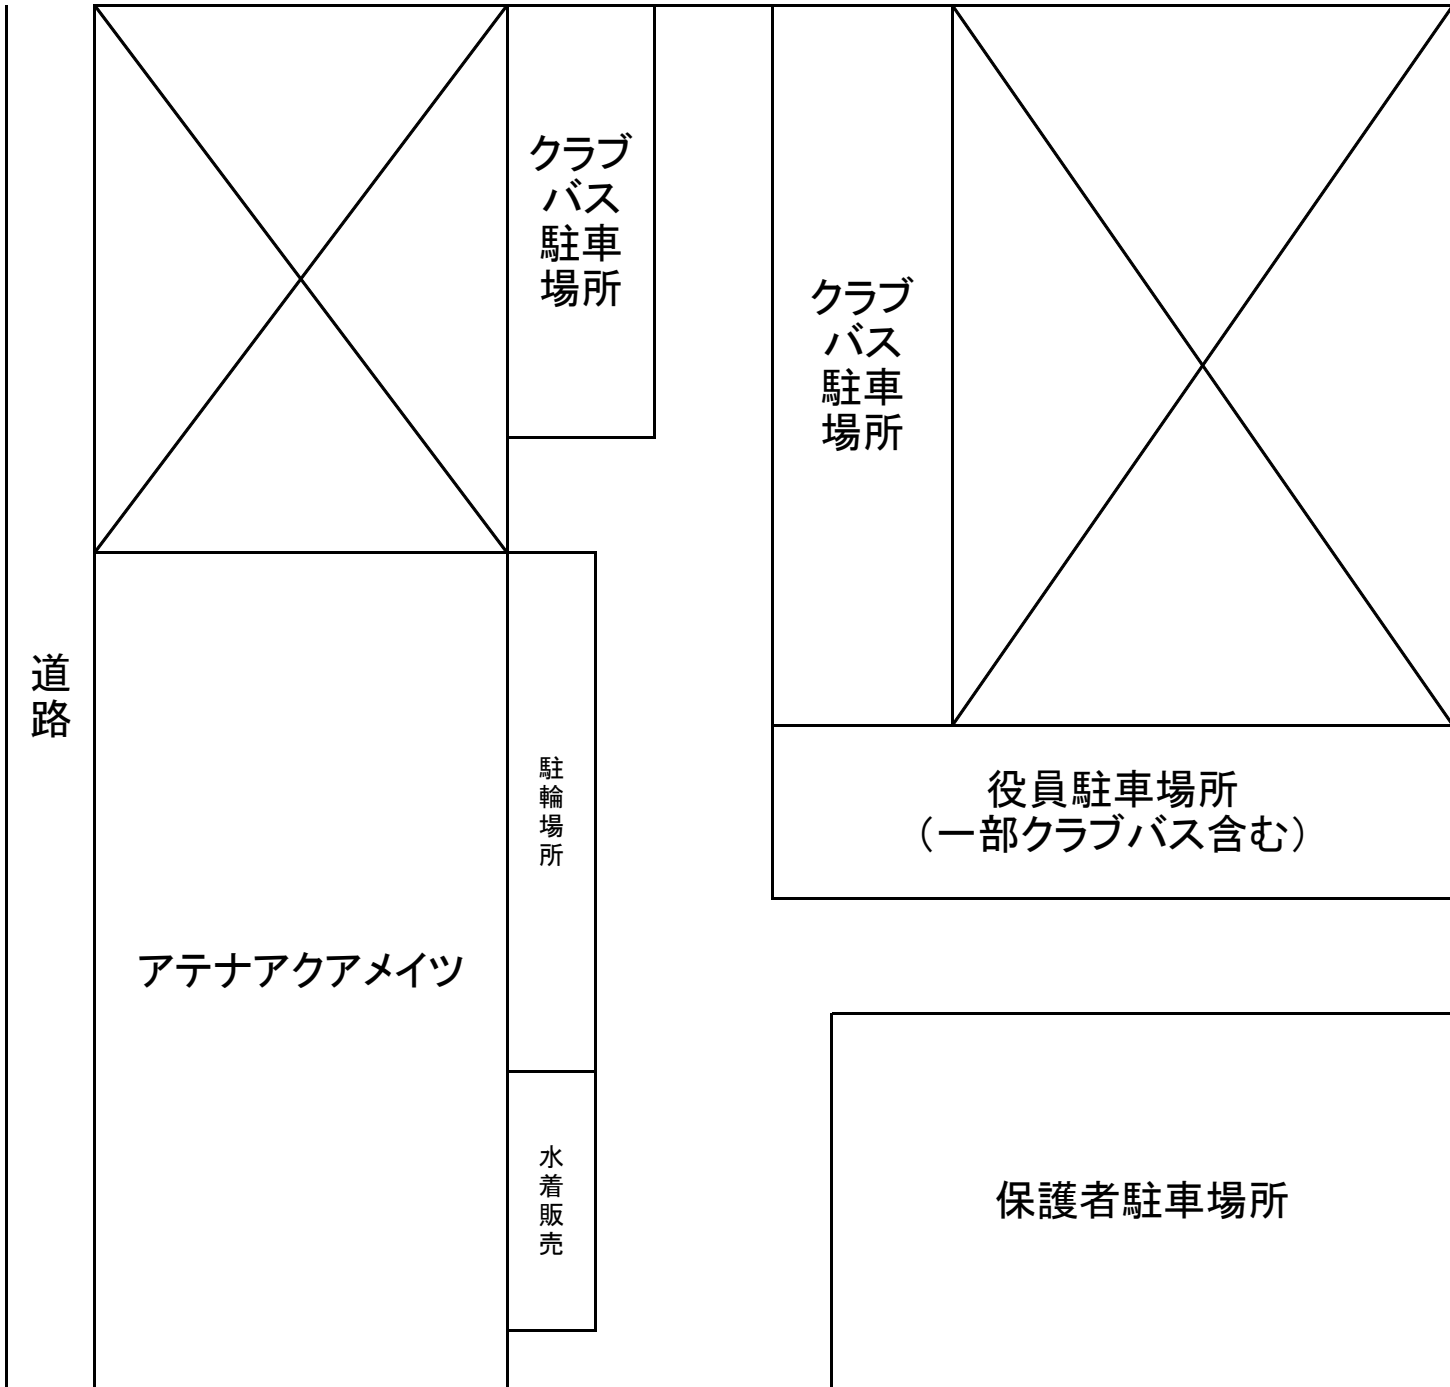 クラブ
バス
駐車
場所
クラブ
バス
駐車
場所
道
路
駐
輪
場
所
役員駐車場所
（一部クラブバス含む）
アテナアクアメイツ
水
着
販
売
保護者駐車場所